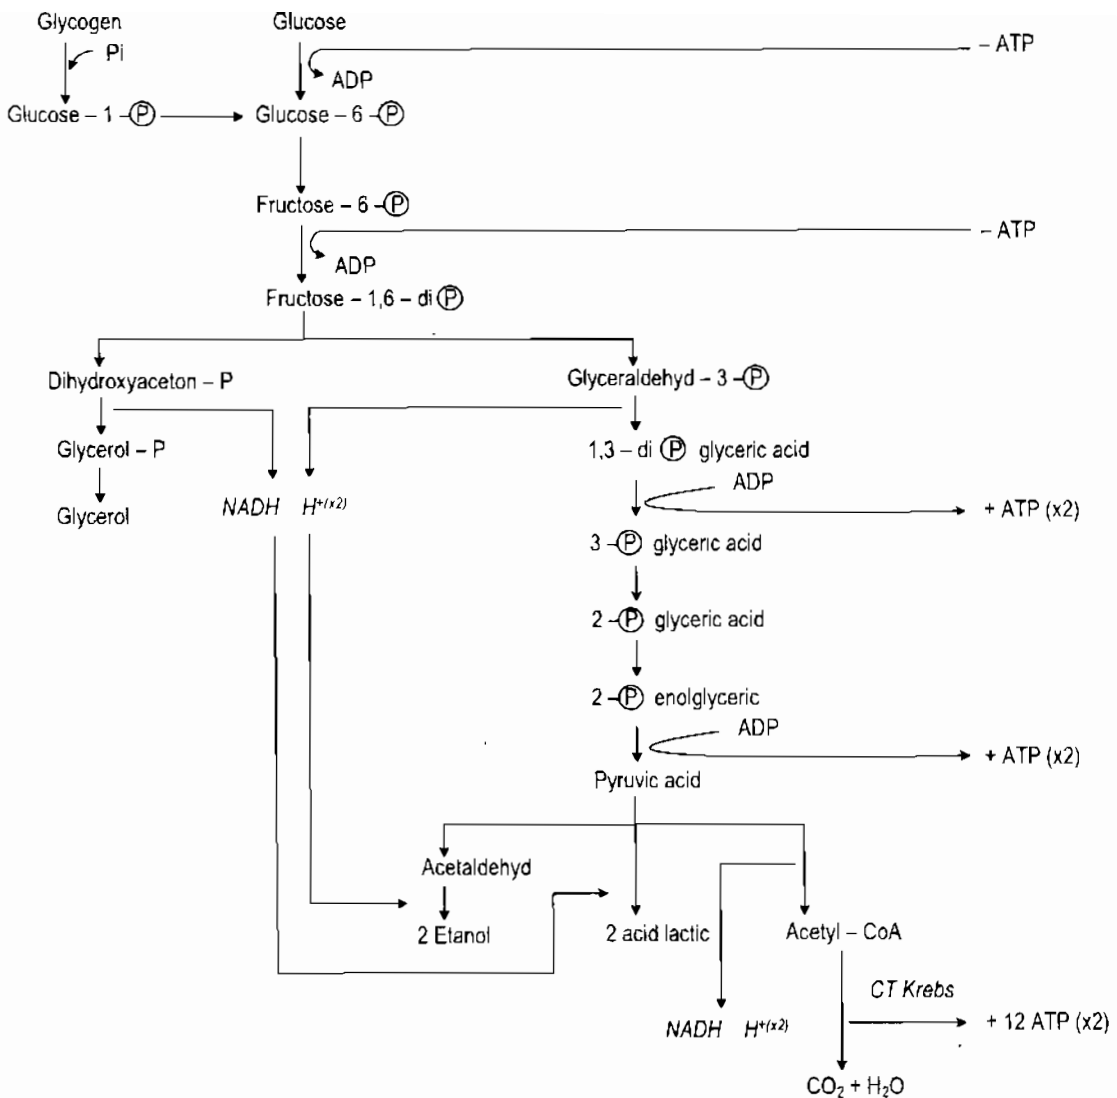 Glycogen Glucose
Pi – ATP
ADP
Glucose – 1 – P Glucose – 6 – P
Fructose – 6 – P
– ATP
ADP
Fructose – 1,6 – di P
Dihydroxyaceton – P Glyceraldehyd – 3 – P
Glycerol – P 1,3 – di P glyceric acid
ADP
NADH H+(x2) + ATP (x2)
Glycerol
3 – P glyceric acid
2 – P glyceric acid
2 – P enolglyceric
ADP
+ ATP (x2)
Pyruvic acid
Acetaldehyd
2 Etanol 2 acid lactic Acetyl – CoA
CT Krebs
NADH H+(x2) + 12 ATP (x2)
CO2 + H2O